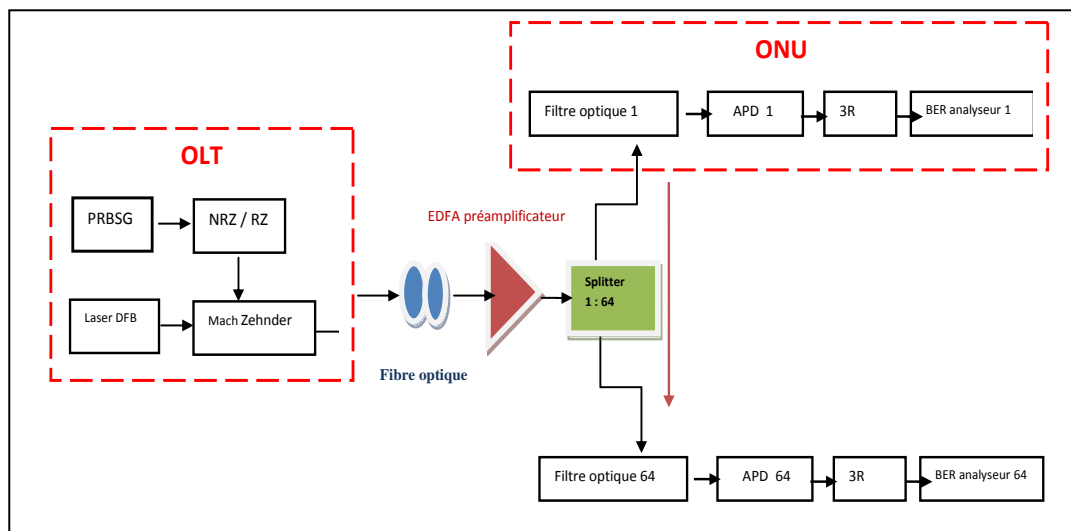 ONU
Filtre optique 1
APD 1
3R
BER analyseur 1
OLT
PRBSG
NRZ / RZ
Laser DFB
Mach Zehnder
EDFA préamplificateur
Splitter
1 : 64
Fibre optique
Filtre optique 64
APD 64
3R
BER analyseur 64